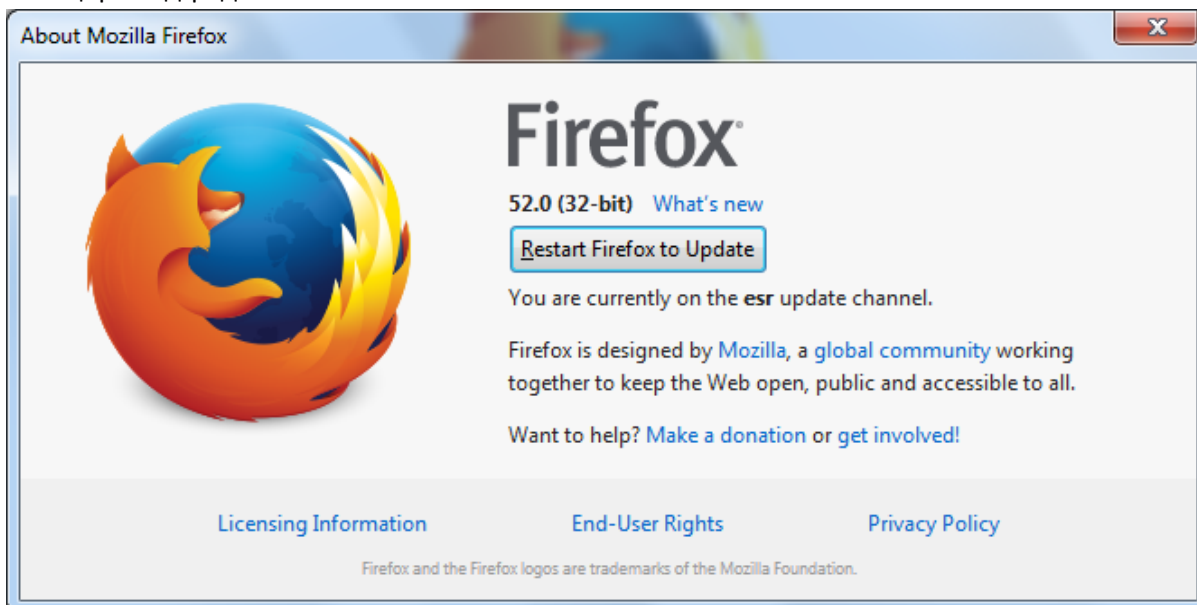 About Mozilla Firefox
Firefox
52.0 (32-bit) What's new
Restart Firefox to Update
You are currently on the esr update channel.
Firefox is designed by Mozilla, a global community working
together to keep the Web open, public and accessible to all.
Want to help? Make a donation or get involved!
Licensing Information End-User Rights Privacy Policy
Firefox and the Firefox logos are trademarks of the Mozilla Foundation.